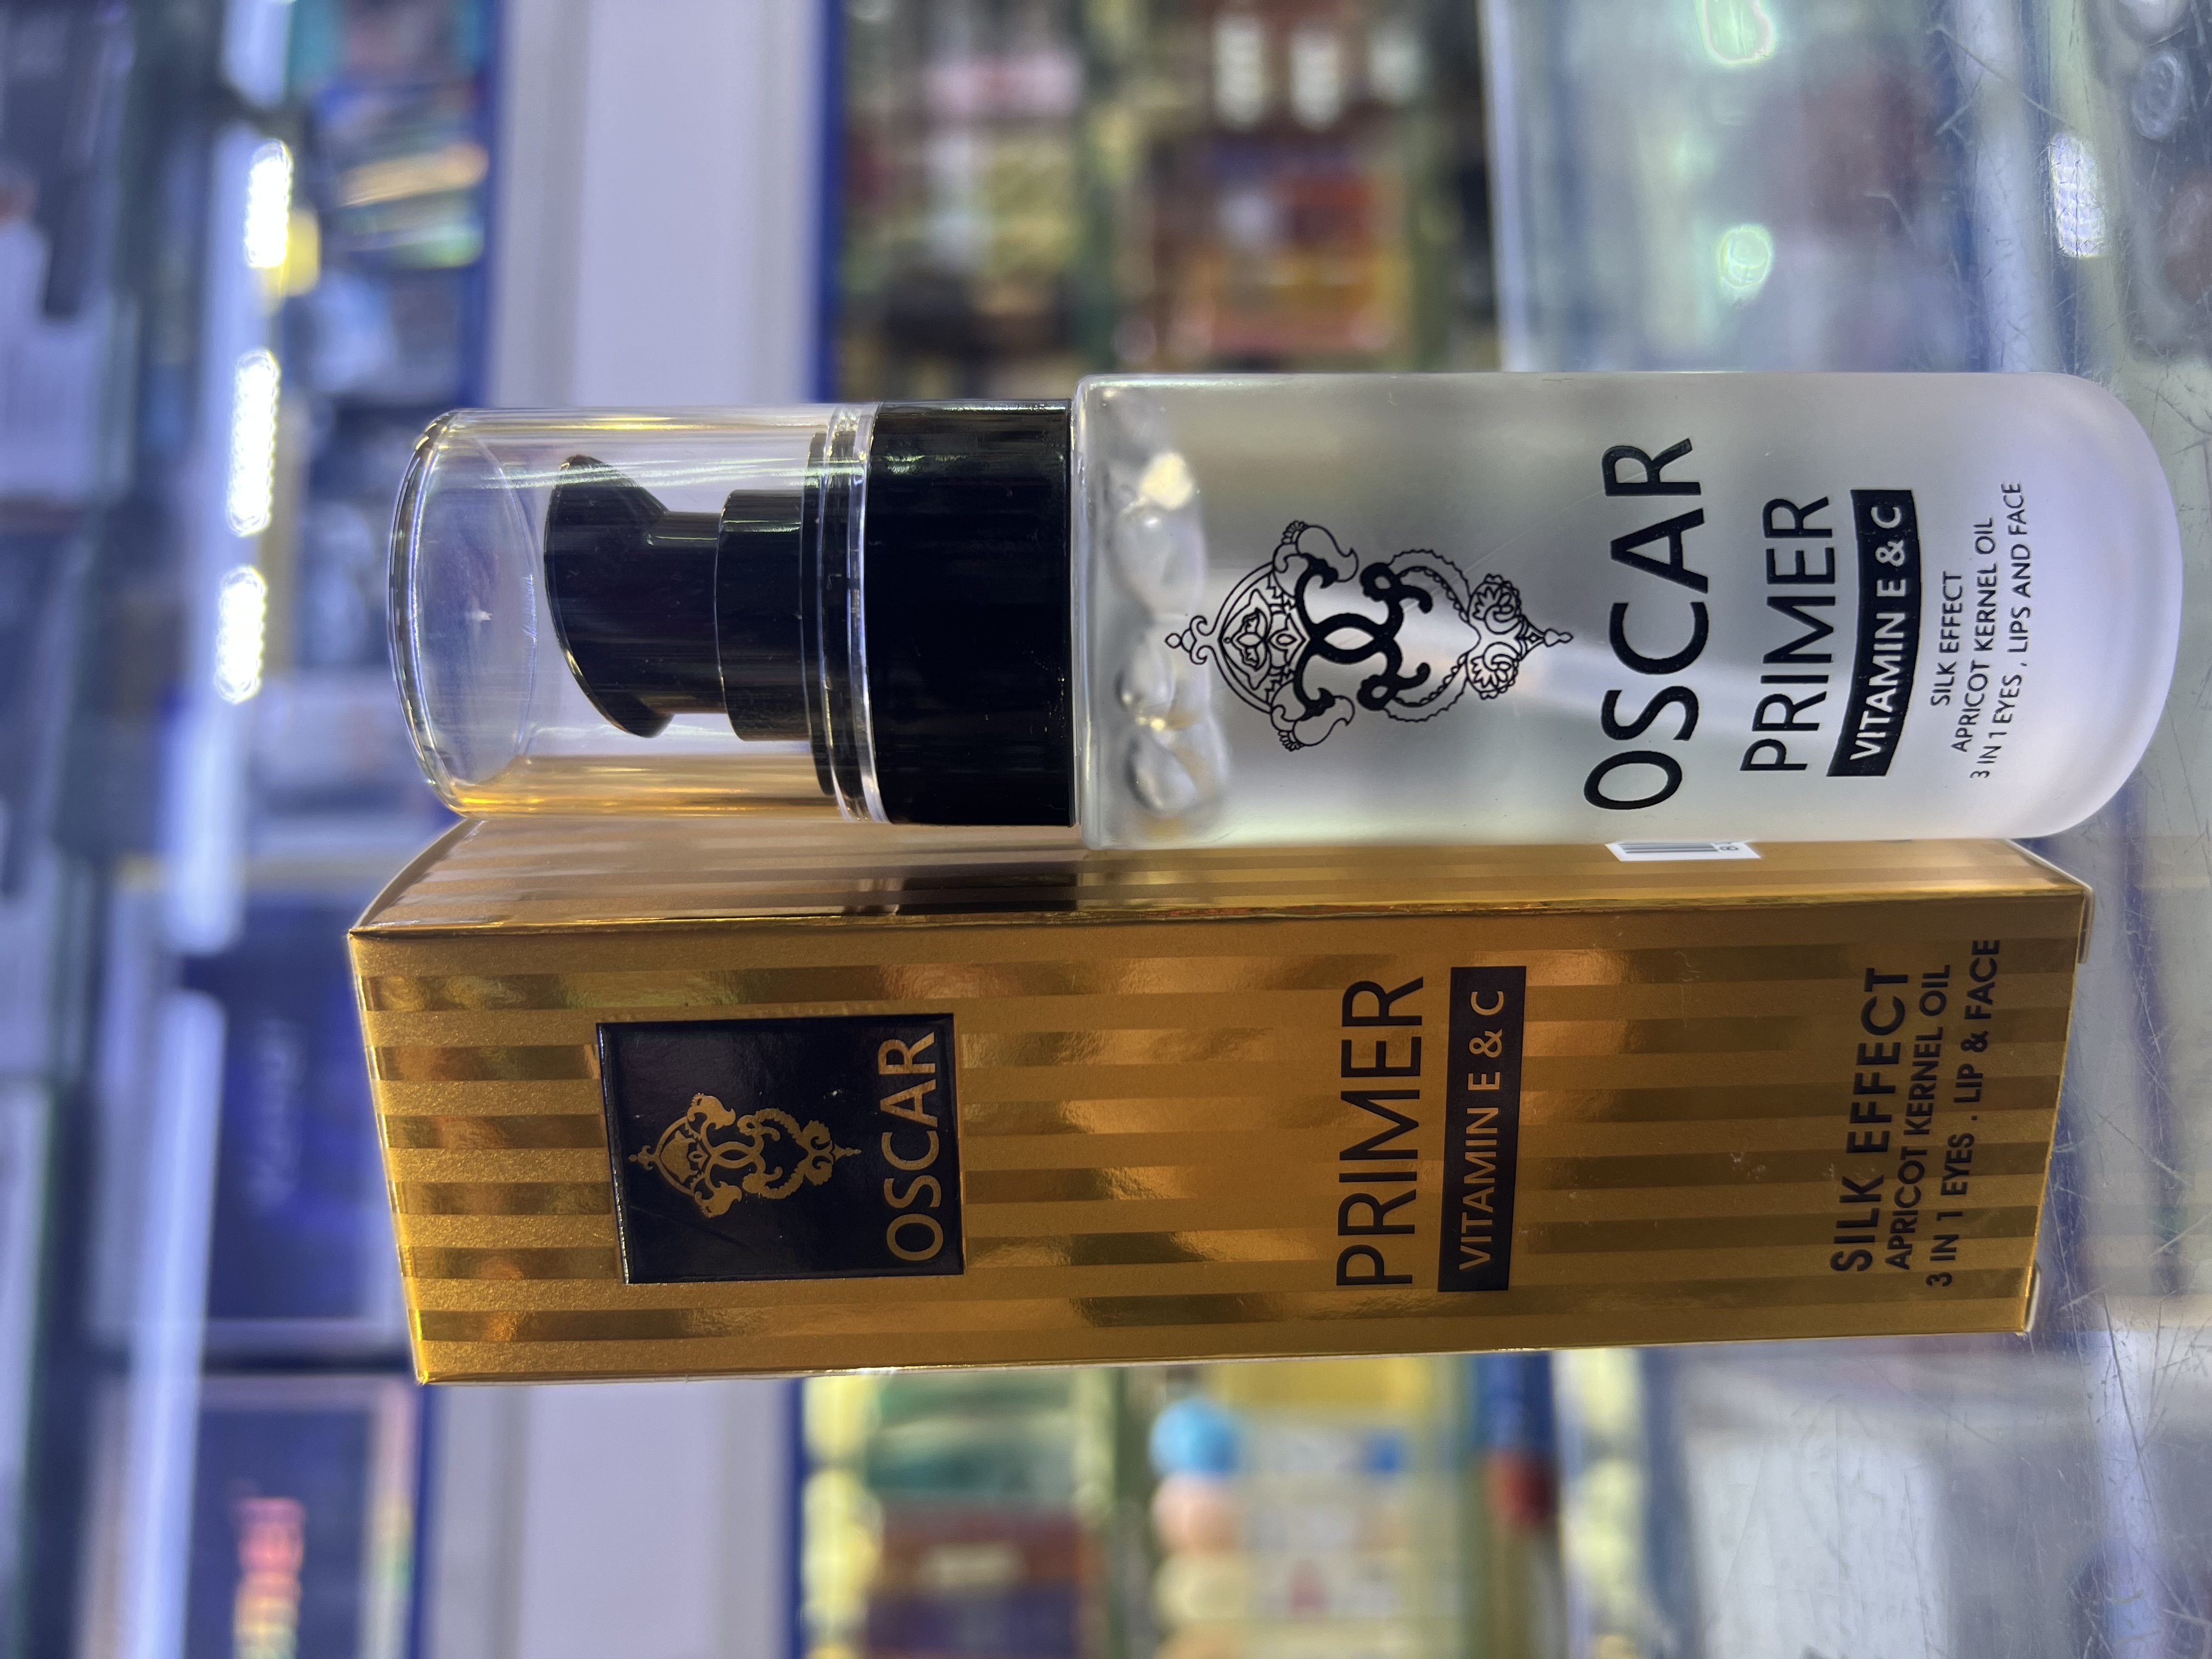 OSCAR
PRIMER
VITAMIN E & C
SILK EFFECT
APRICOT KERNEL OIL
3 IN 1 EYES . LIP & FACE
OSCAR
PRIMER
VITAMIN E & C
SILK EFFECT
APRICOT KERNEL OIL
3 IN 1 EYES , LIPS AND FACE